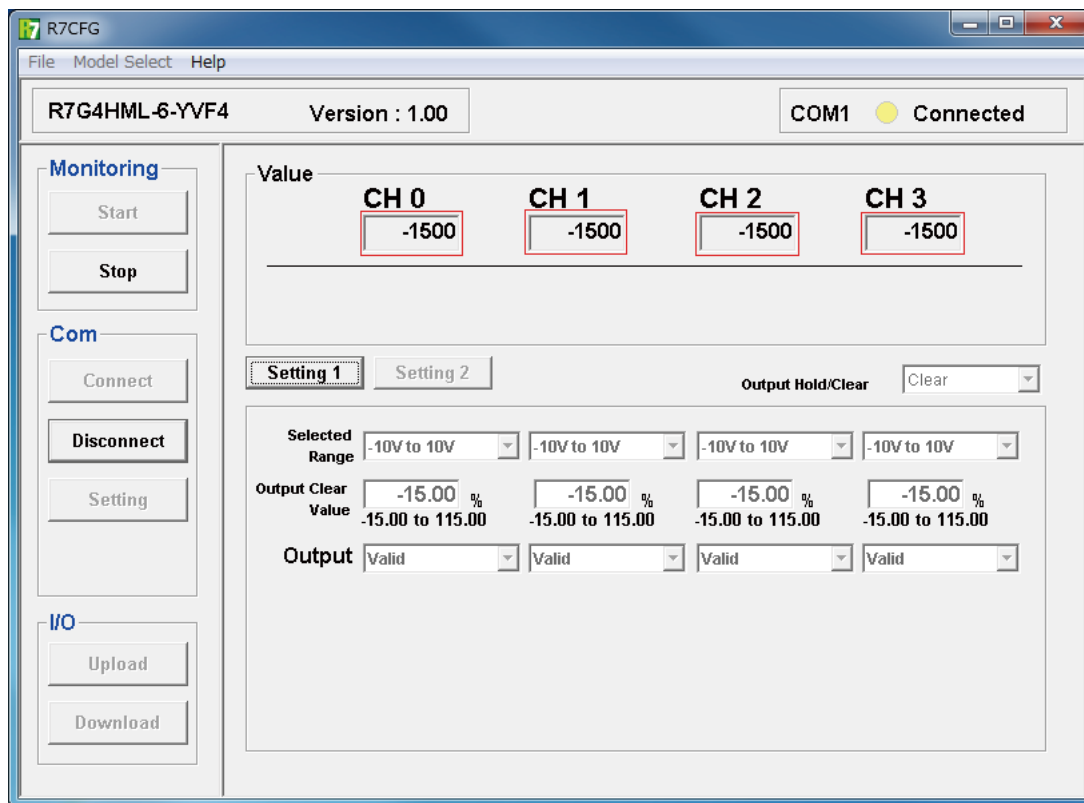 R7 R7CFG
File Model Select Help
R7G4HML-6-YVF4 Version : 1.00
COM1 Connected
Monitoring
Start
Stop
Com
Connect
Disconnect
Setting
I/O
Upload
Download
Value
CH 0 CH 1 CH 2 CH 3
-1500 -1500 -1500 -1500
Setting 1 Setting 2
Output Hold/Clear Clear
Selected
Range
-10V to 10V -10V to 10V -10V to 10V -10V to 10V
Output Clear
Value
-15.00 % -15.00 % -15.00 % -15.00 %
-15.00 to 115.00 -15.00 to 115.00 -15.00 to 115.00 -15.00 to 115.00
Output Valid Valid Valid Valid